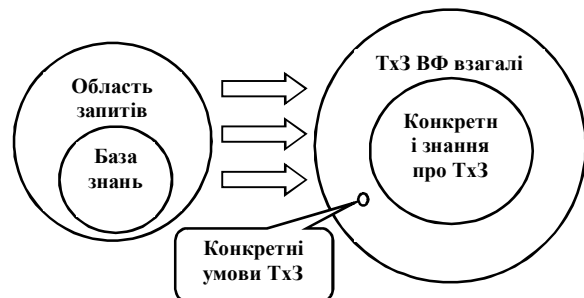 Область
запитів
База
знань
ТхЗ ВФ взагалі
Конкретн
і знання
про ТхЗ
Конкретні
умови ТхЗ